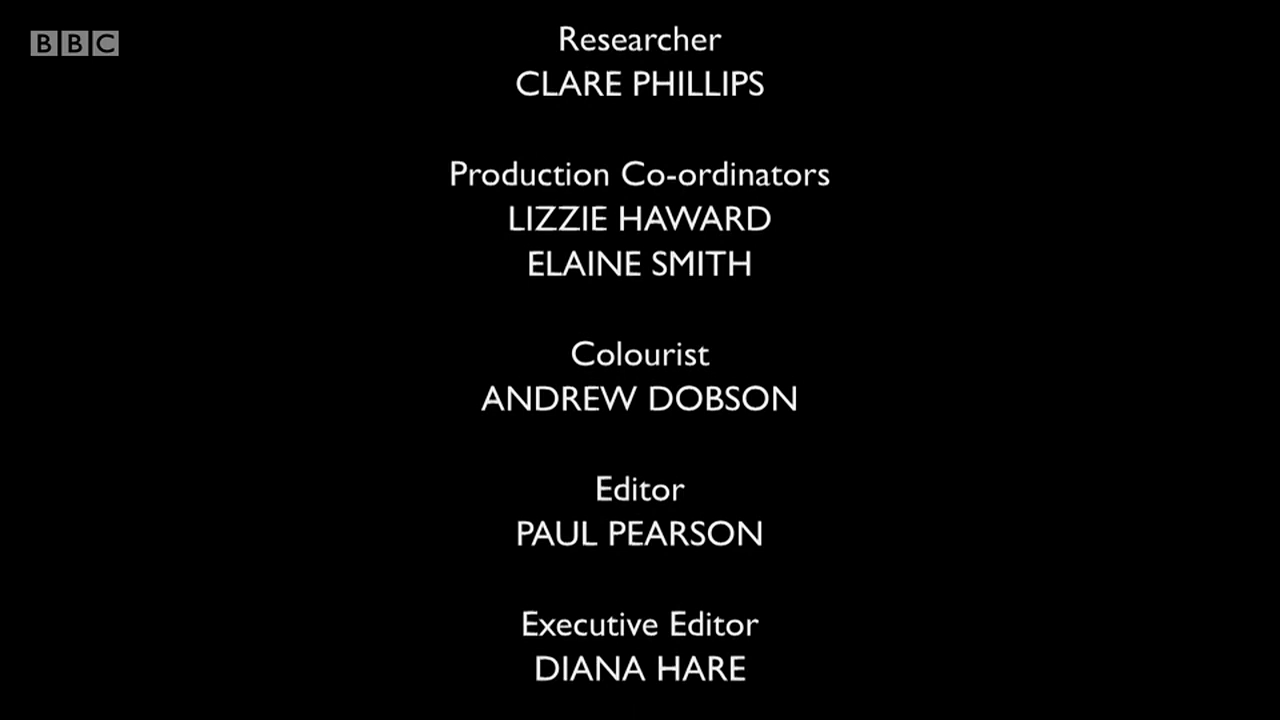 BBC
Researcher
CLARE PHILLIPS
Production Co-ordinators
LIZZIE HAWARD
ELAINE SMITH
Colourist
ANDREW DOBSON
Editor
PAUL PEARSON
Executive Editor
DIANA HARE